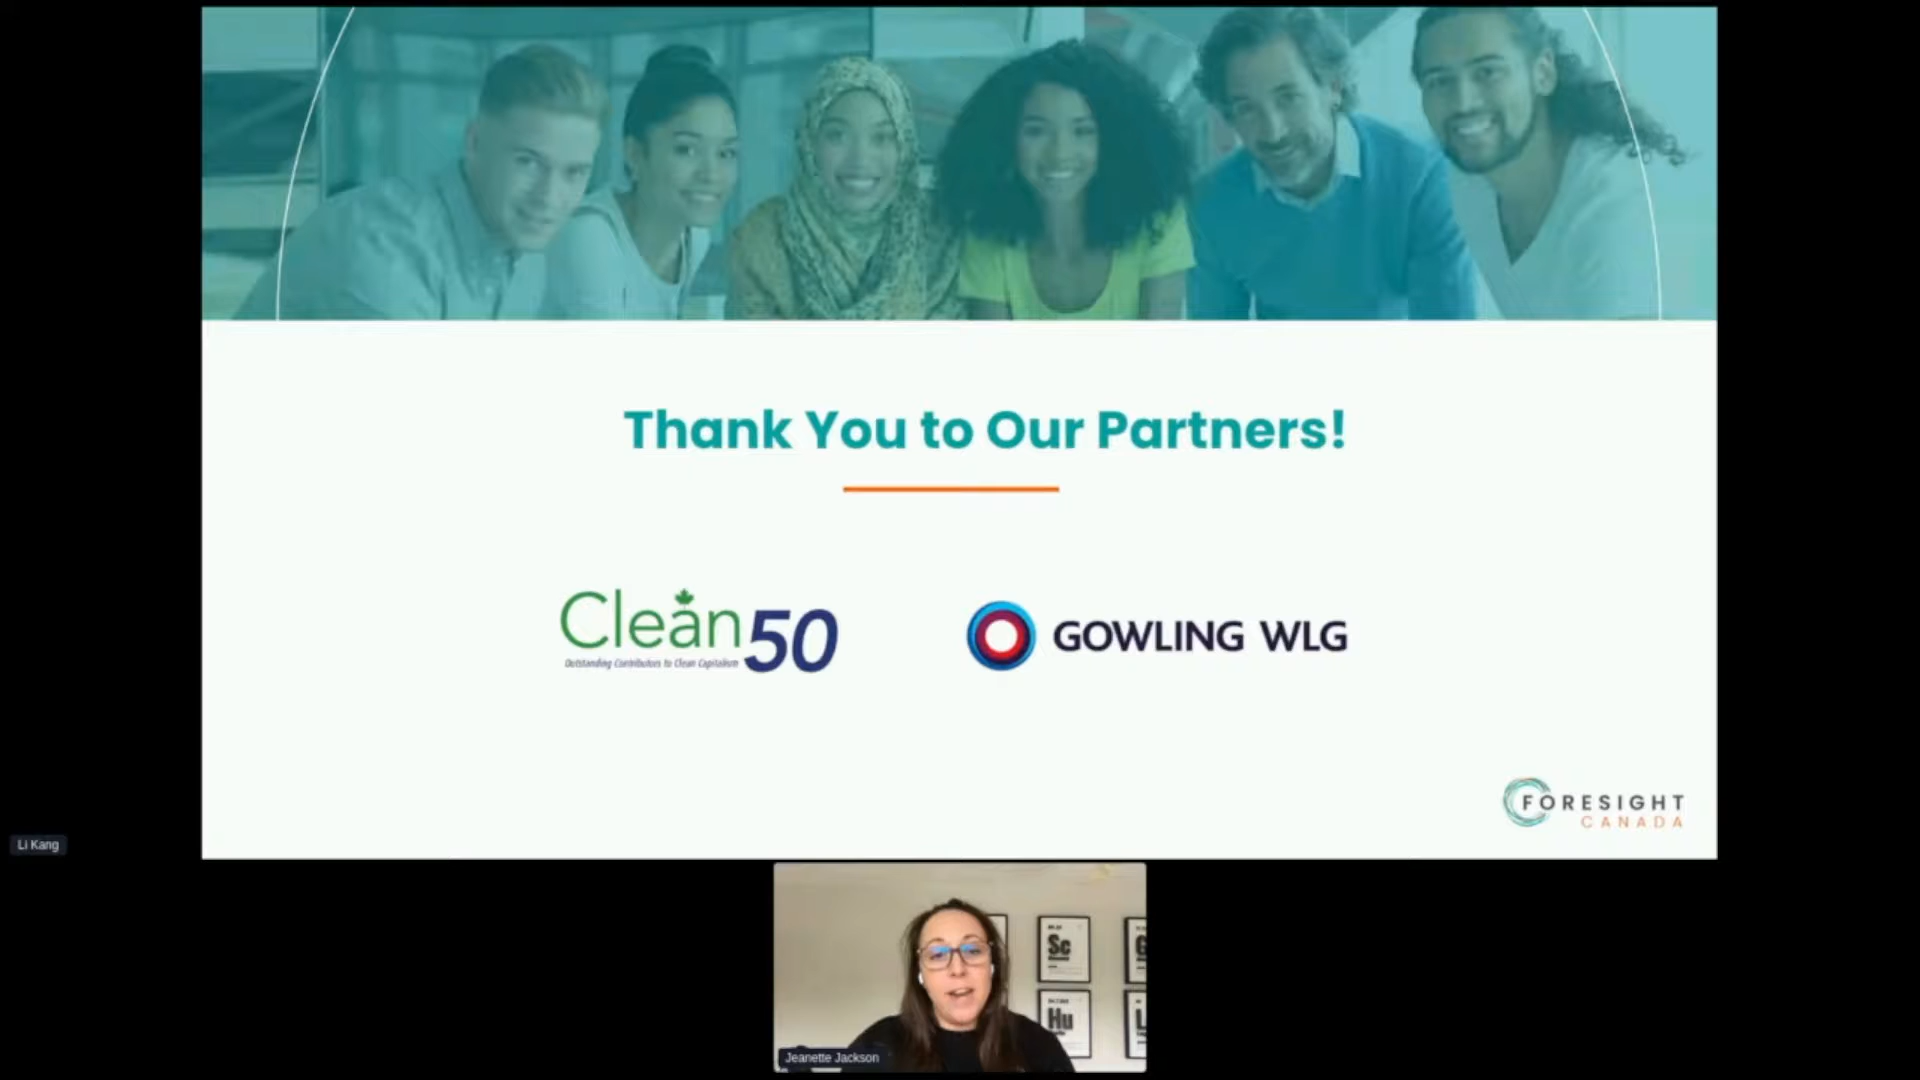 Thank You to Our Partners!
Clean50
Outstanding Contributors to Clean Capitalism
GOWLING WLG
FORESIGHT
CANADA
Li Kang
Sc
Hu
Jeanette Jackson